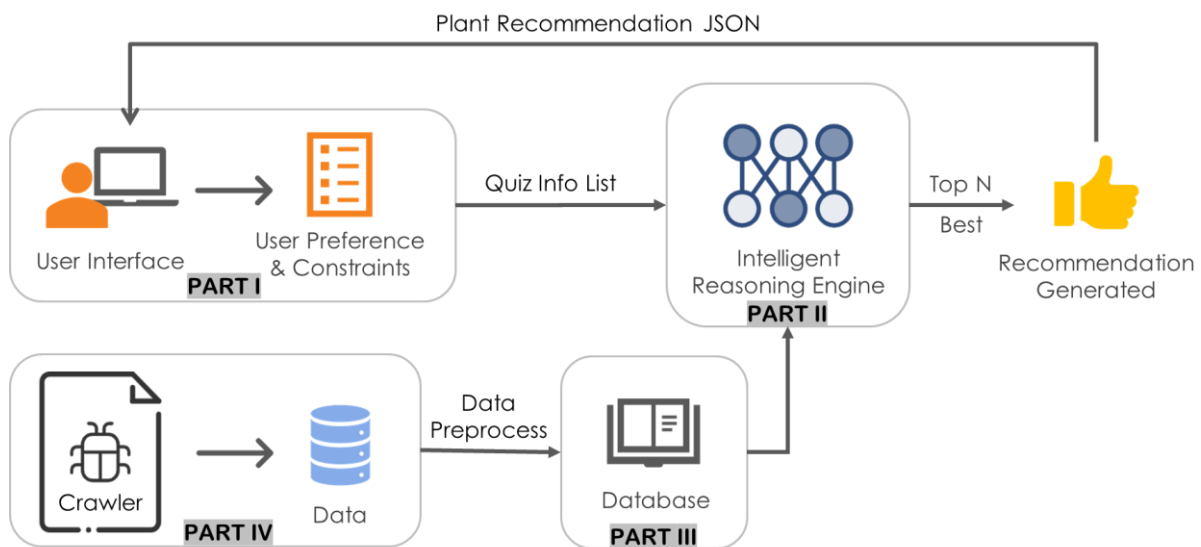 Plant Recommendation JSON
User Interface
User Preference
& Constraints
PART I
Quiz Info List
Intelligent
Reasoning Engine
PART II
Top N
Best
Recommendation
Generated
Crawler
Data
PART IV
Data
Preprocess
Database
PART III